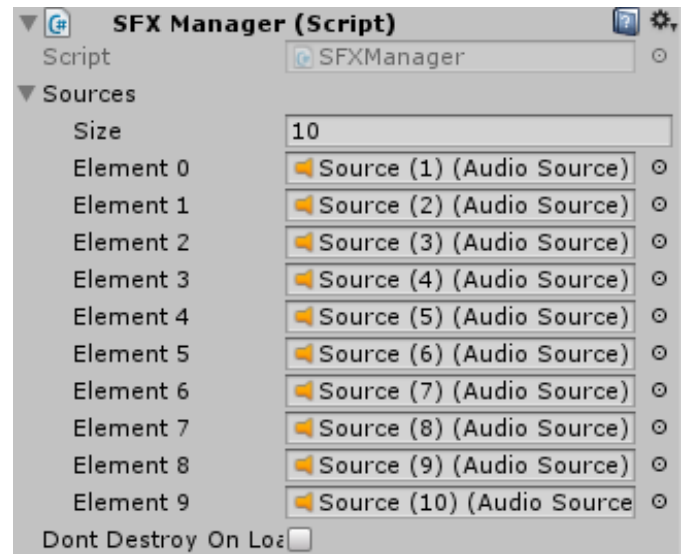 SFX Manager (Script)
Script SFXManager
Sources
Size 10
Element 0 Source (1) (Audio Source)
Element 1 Source (2) (Audio Source)
Element 2 Source (3) (Audio Source)
Element 3 Source (4) (Audio Source)
Element 4 Source (5) (Audio Source)
Element 5 Source (6) (Audio Source)
Element 6 Source (7) (Audio Source)
Element 7 Source (8) (Audio Source)
Element 8 Source (9) (Audio Source)
Element 9 Source (10) (Audio Source
Dont Destroy On Loa